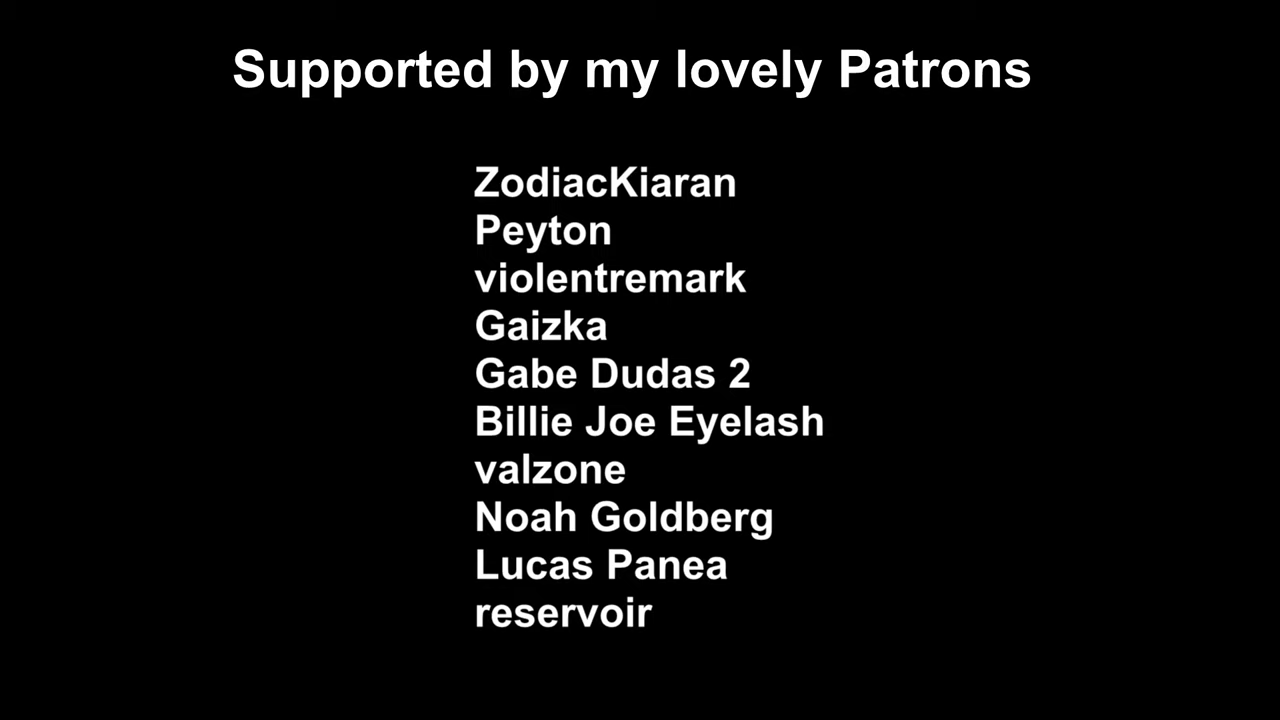 Supported by my lovely Patrons
ZodiacKiaran
Peyton
violentremark
Gaizka
Gabe Dudas 2
Billie Joe Eyelash
valzone
Noah Goldberg
Lucas Panea
reservoir